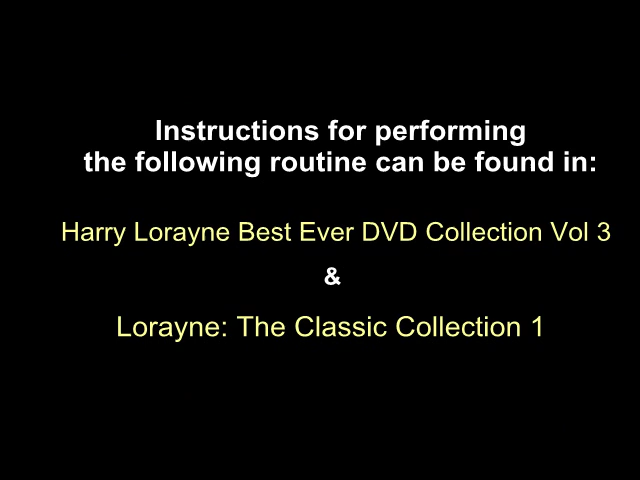 Instructions for performing
the following routine can be found in:
Harry Lorayne Best Ever DVD Collection Vol 3
&
Lorayne: The Classic Collection 1